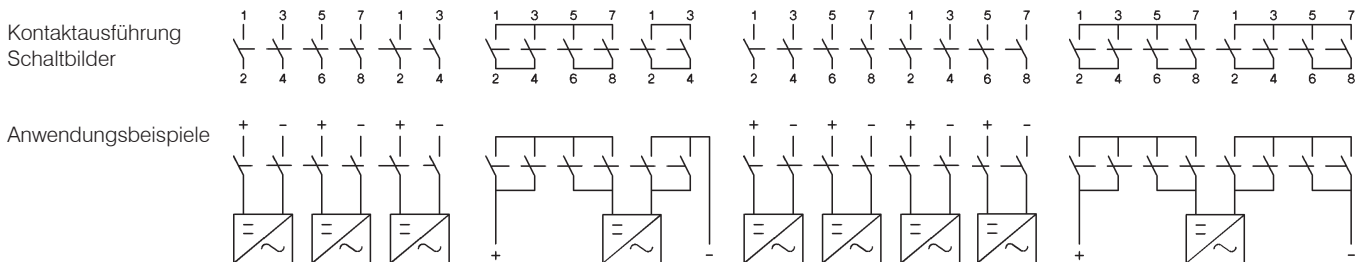 Kontaktausführung
Schaltbilder
1 3 5 7 1 3
2 4 6 8 2 4
1 3 5 7 1 3
2 4 6 8 2 4
1 3 5 7 1 3 5 7
2 4 6 8 2 4 6 8
1 3 5 7 1 3 5 7
2 4 6 8 2 4 6 8
Anwendungsbeispiele
+ − + − + −
+ −
+ − + − + − + −
+ −